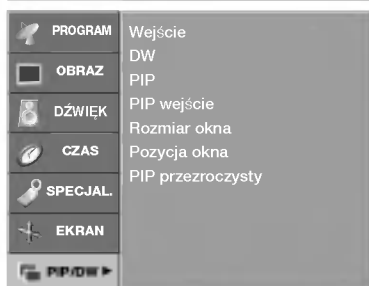 PROGRAM
OBRAZ
DŹWIĘK
CZAS
SPECJAL.
EKRAN
PIP/DW
Wejście
DW
PIP
PIP wejście
Rozmiar okna
Pozycja okna
PIP przezroczysty